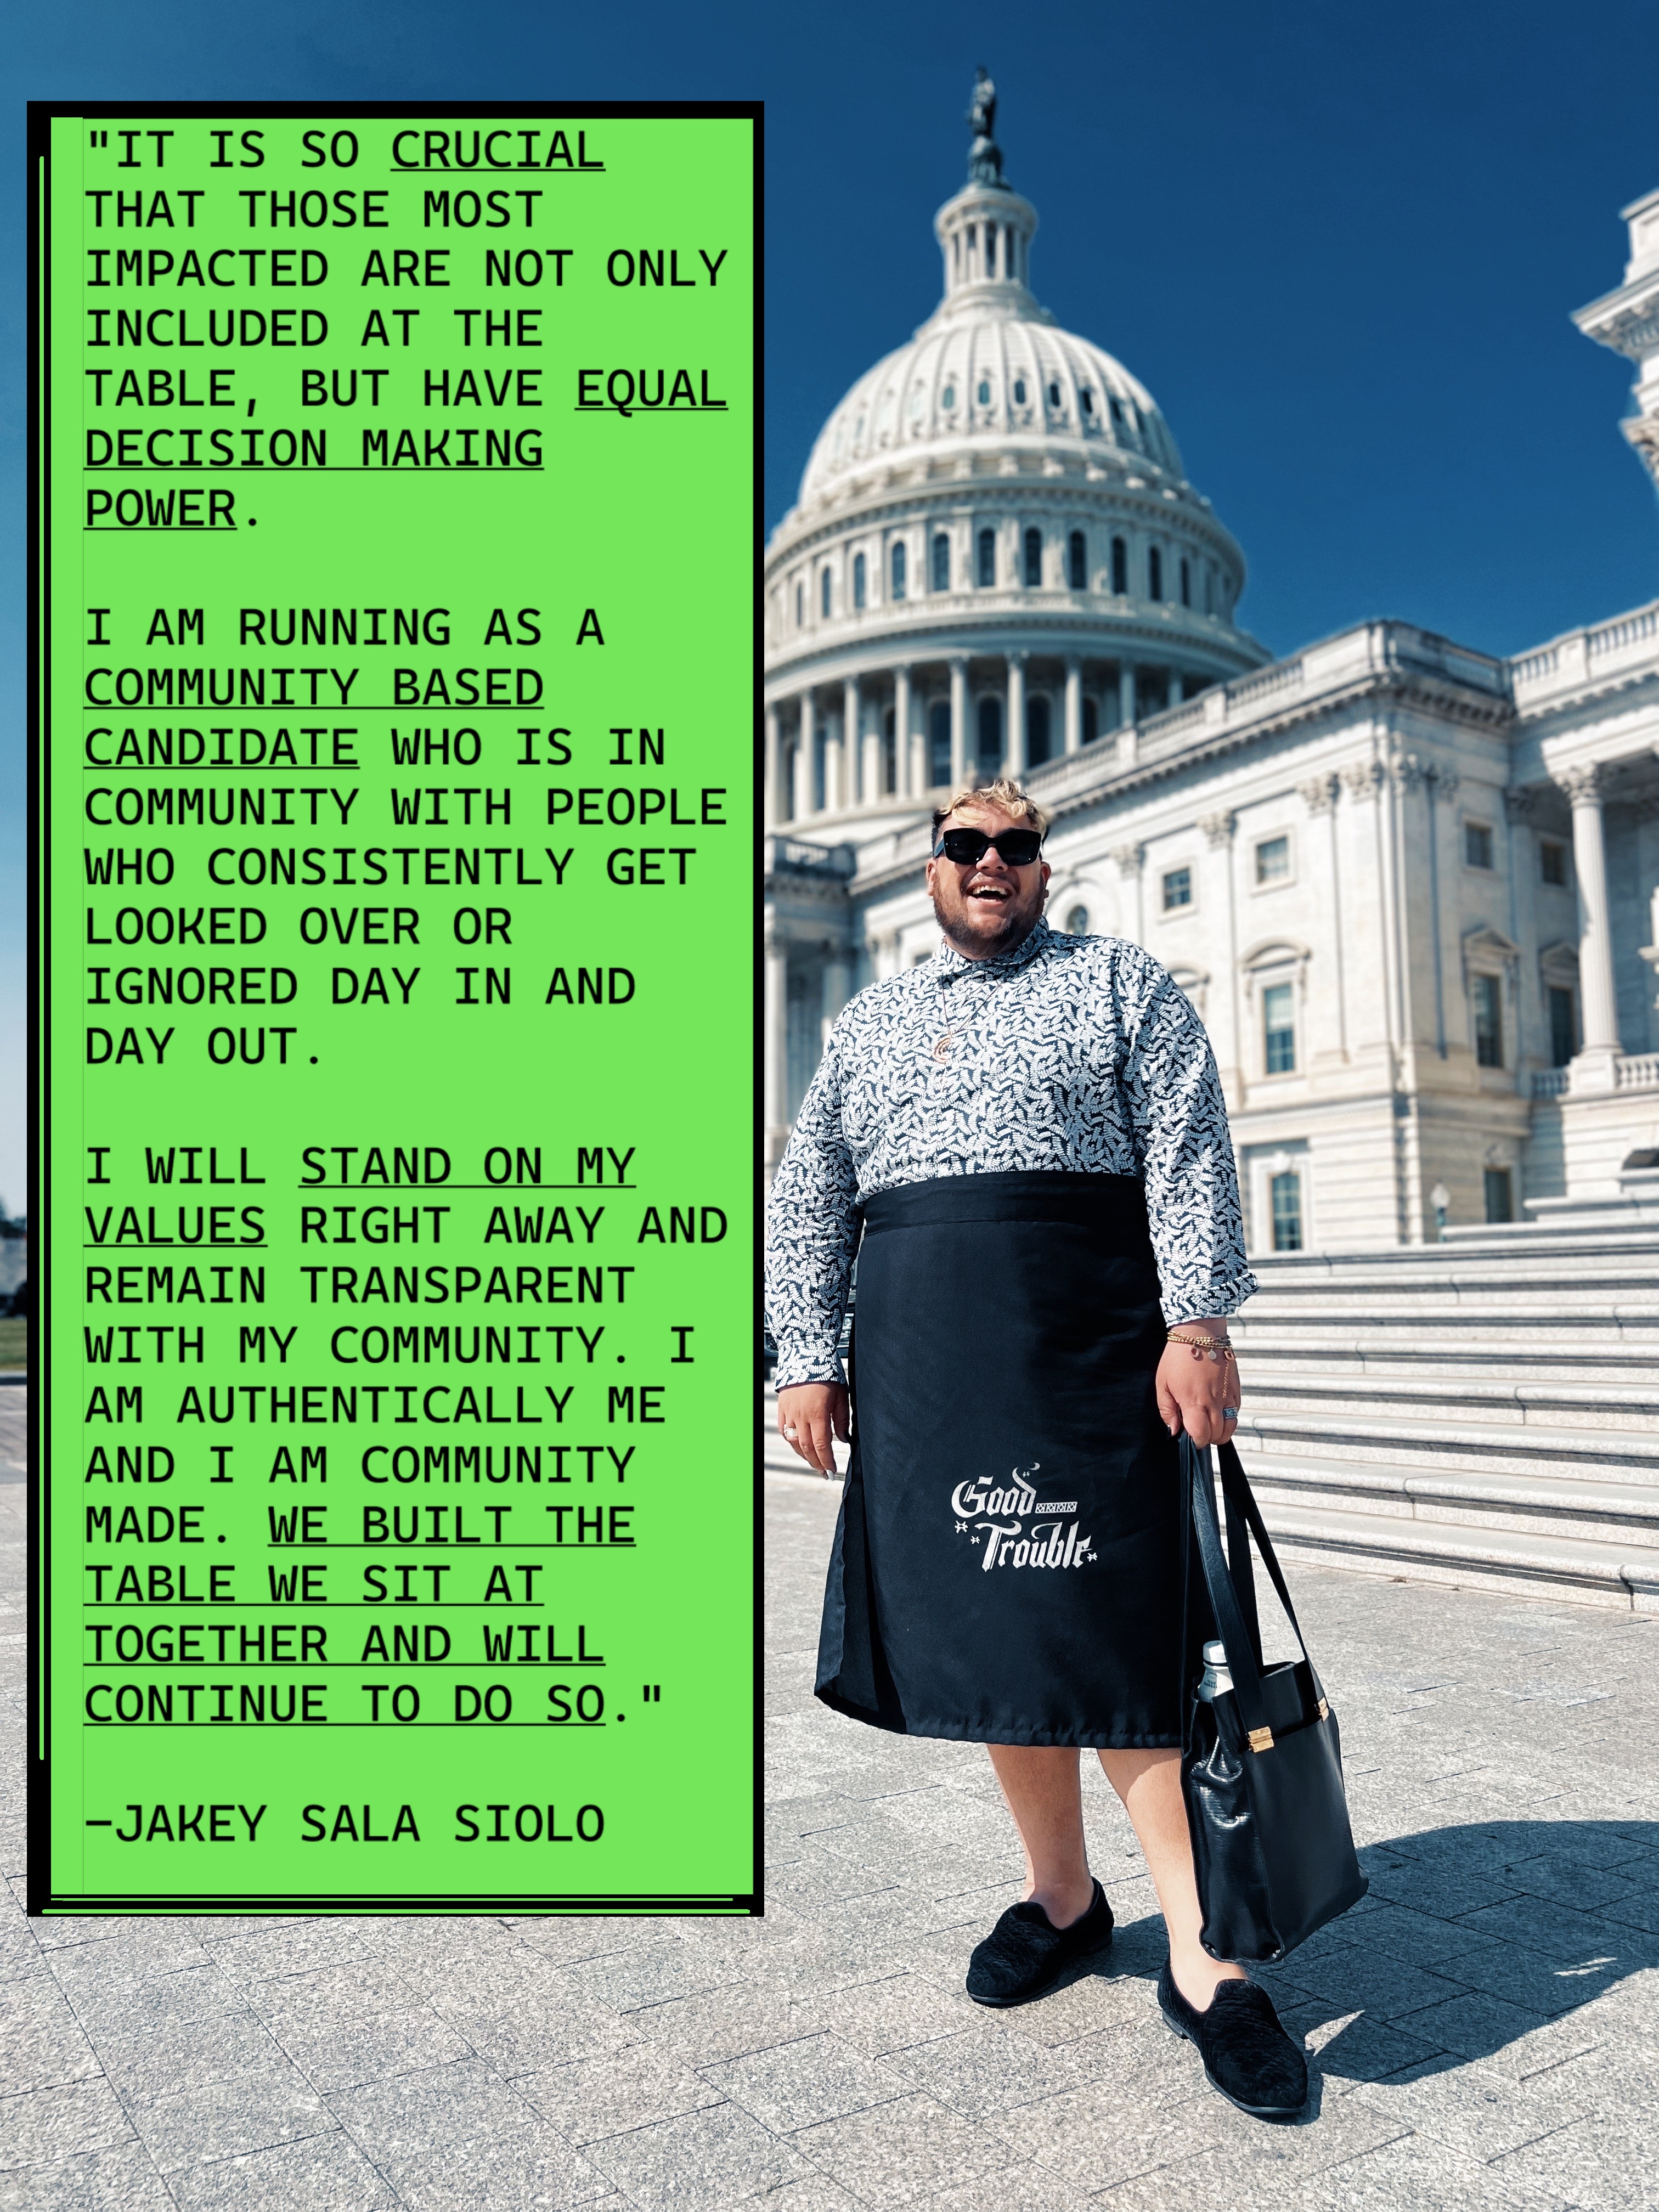 "IT IS SO CRUCIAL
THAT THOSE MOST
IMPACTED ARE NOT ONLY
INCLUDED AT THE
TABLE, BUT HAVE EQUAL
DECISION MAKING
POWER.
I AM RUNNING AS A
COMMUNITY BASED
CANDIDATE WHO IS IN
COMMUNITY WITH PEOPLE
WHO CONSISTENTLY GET
LOOKED OVER OR
IGNORED DAY IN AND
DAY OUT.
I WILL STAND ON MY
VALUES RIGHT AWAY AND
REMAIN TRANSPARENT
WITH MY COMMUNITY. I
AM AUTHENTICALLY ME
AND I AM COMMUNITY
MADE. WE BUILT THE
TABLE WE SIT AT
TOGETHER AND WILL
CONTINUE TO DO SO."
–JAKEY SALA SIOLO
Good
Trouble